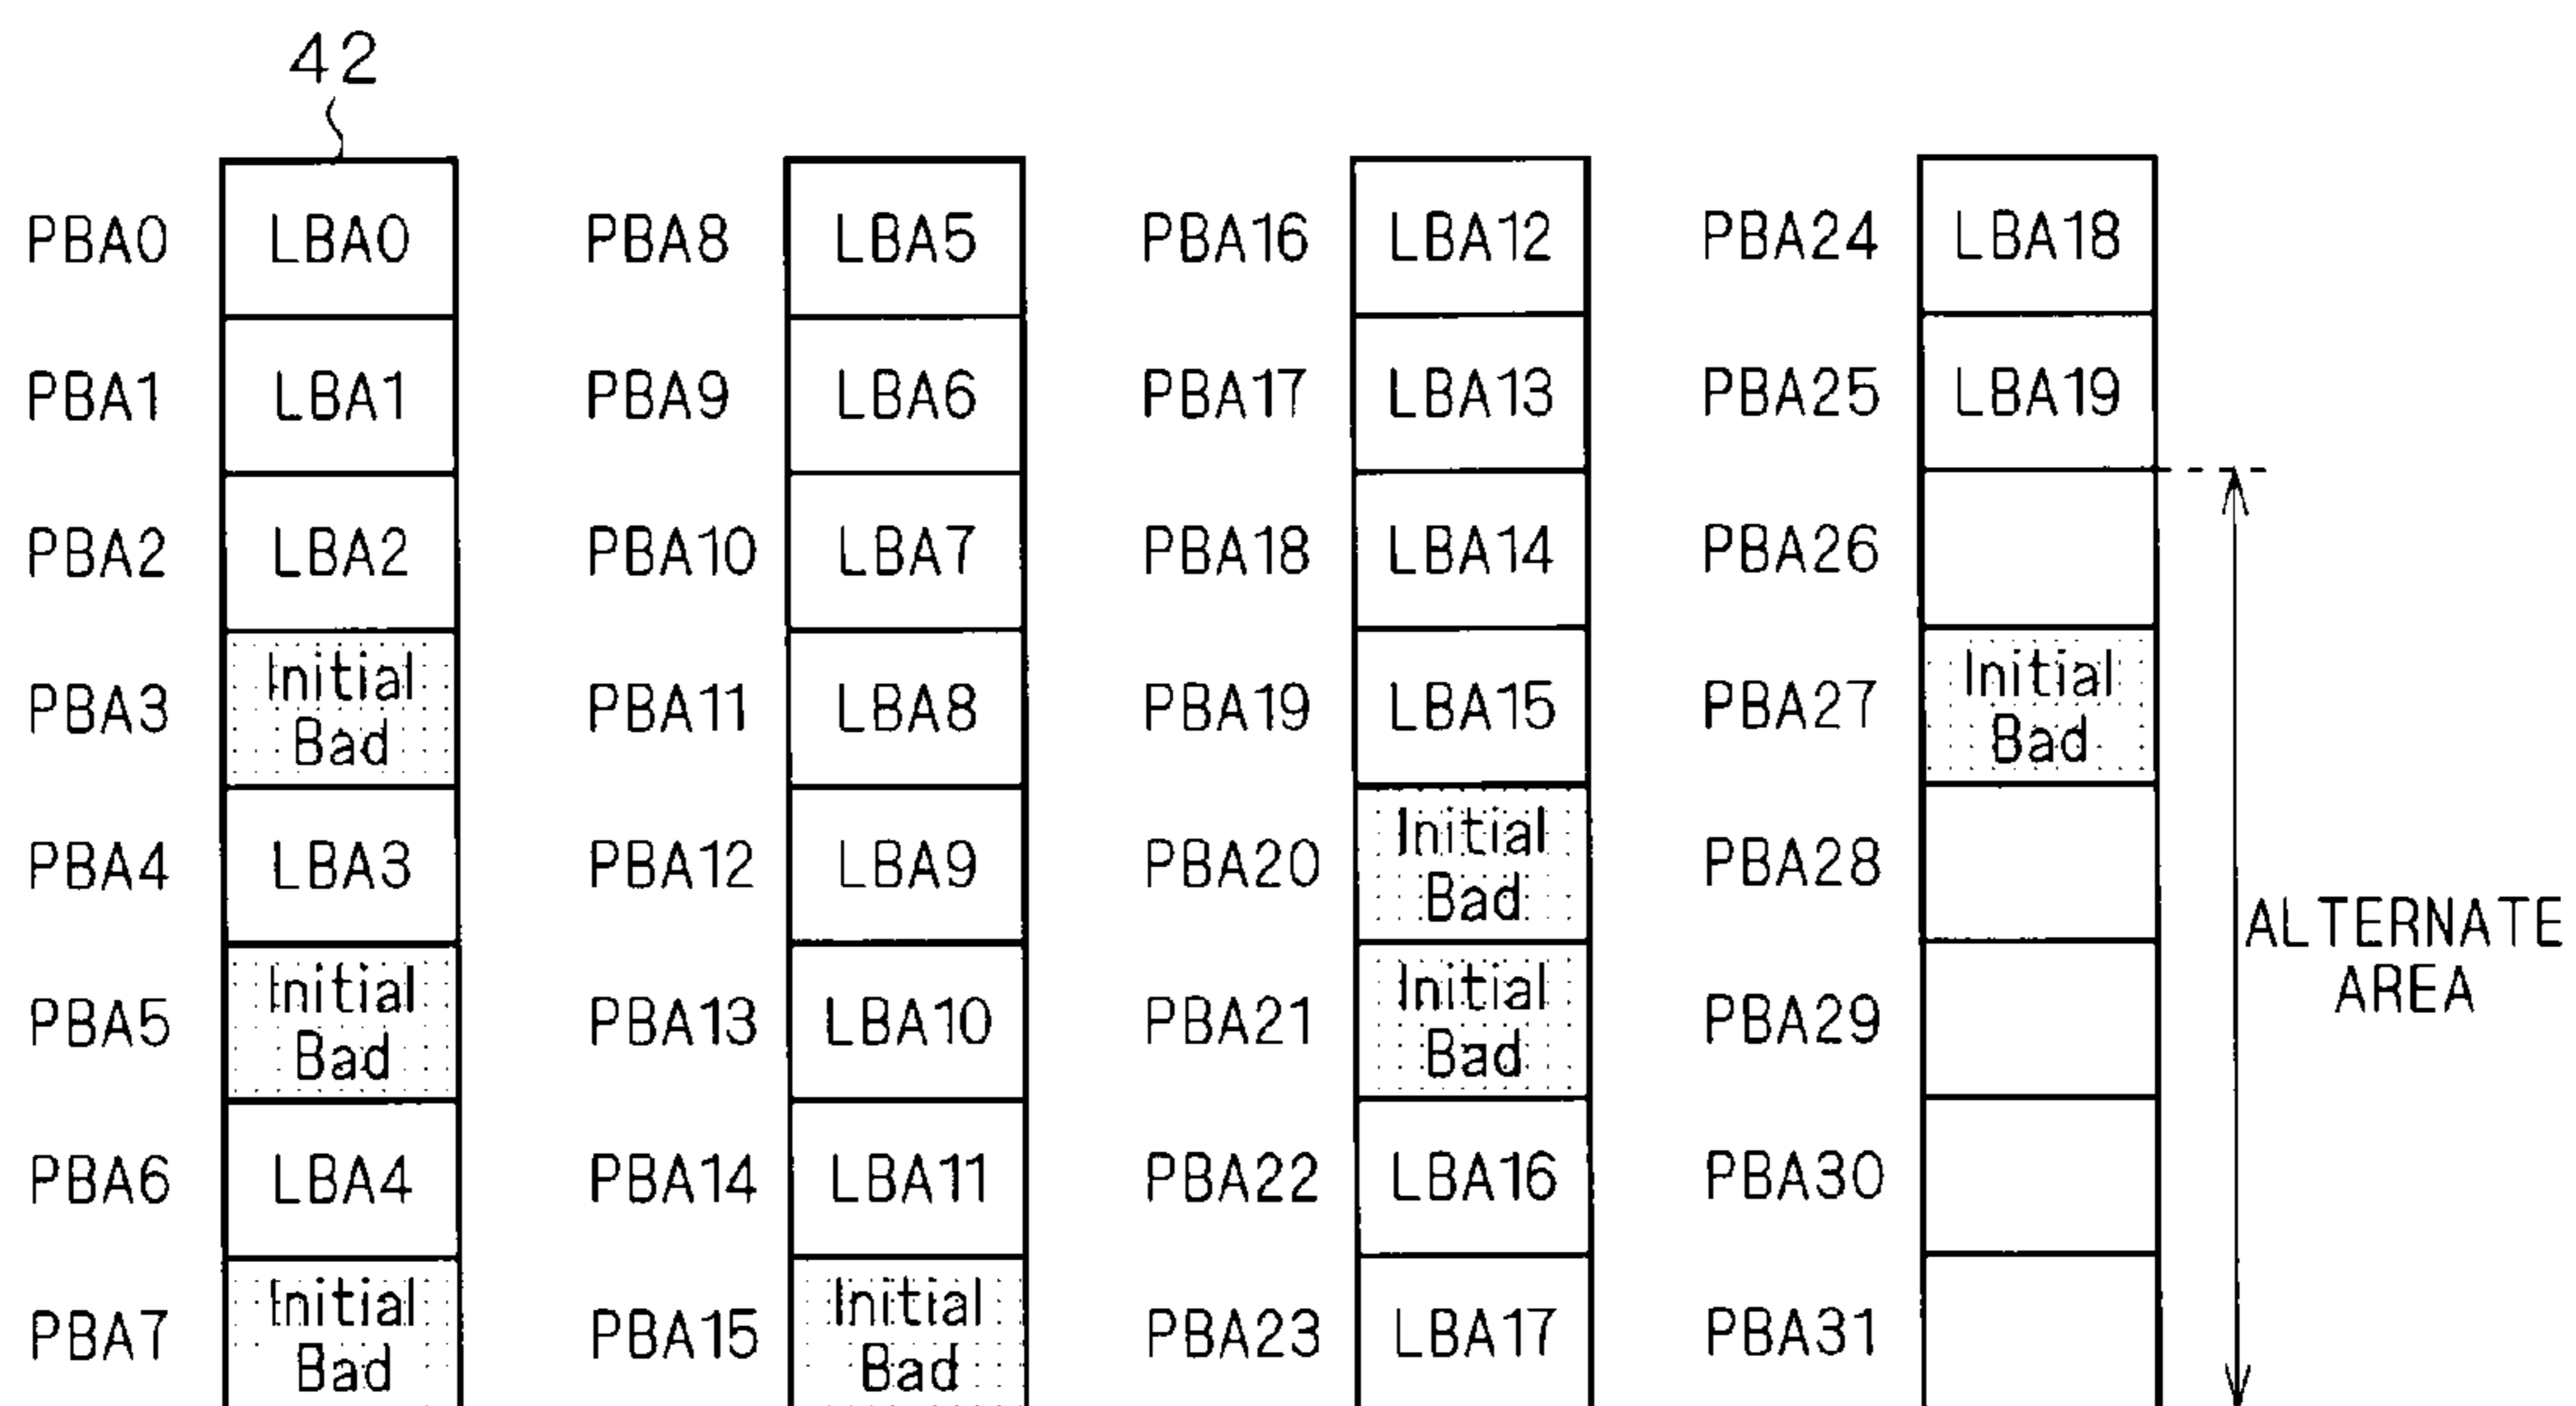 42
PBA0 LBA0 PBA8 LBA5 PBA16 LBA12 PBA24 LBA18
PBA1 LBA1 PBA9 LBA6 PBA17 LBA13 PBA25 LBA19
PBA2 LBA2 PBA10 LBA7 PBA18 LBA14 PBA26
PBA3 Initial Bad PBA11 LBA8 PBA19 LBA15 PBA27 Initial Bad
PBA4 LBA3 PBA12 LBA9 PBA20 Initial Bad PBA28
PBA5 Initial Bad PBA13 LBA10 PBA21 Initial Bad PBA29
PBA6 LBA4 PBA14 LBA11 PBA22 LBA16 PBA30
PBA7 Initial Bad PBA15 Initial Bad PBA23 LBA17 PBA31
ALTERNATE
AREA